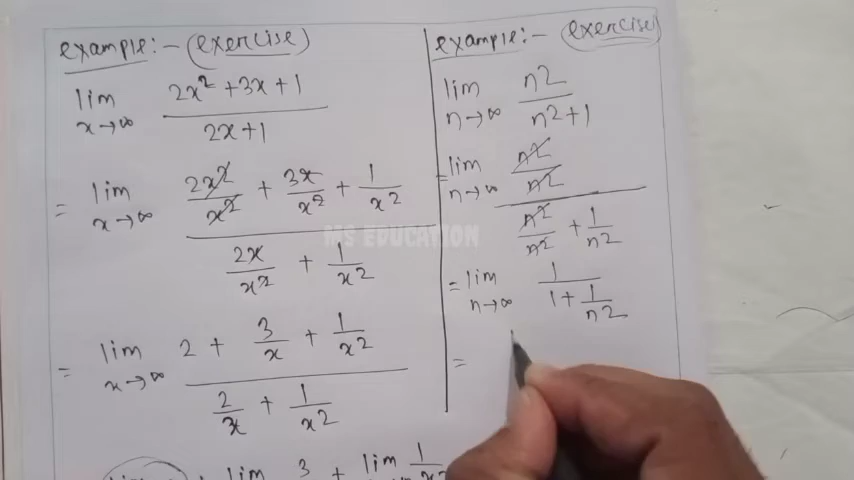 example:- (exercise)
lim x→∞ 2x²+3x+1 / 2x+1
= lim x→∞ 2x²/x² + 3x/x² + 1/x² / 2x/x² + 1/x²
= lim x→∞ 2 + 3/x + 1/x² / 2/x + 1/x²
lim 3 + lim 1/x²
example:- (exercise)
lim n→∞ n2 / n2+1
= lim n→∞ n2/n2 / n2/n2 + 1/n2
= lim n→∞ 1 / 1+1/n2
=
MS EDUCATION